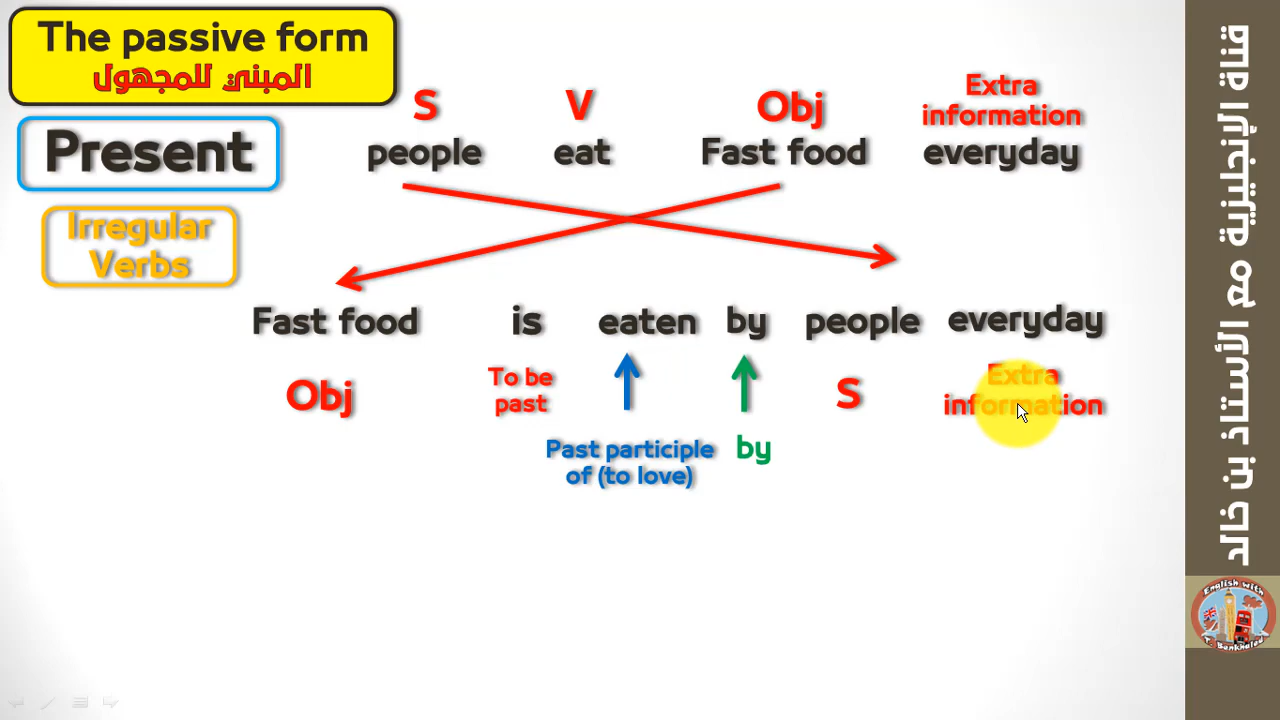 The passive form
المبني للمجهول
Present
Irregular
Verbs
S V Obj Extra
information
people eat Fast food everyday
Fast food is eaten by people everyday
Obj To be
past S Extra
information
Past participle
of (to love) by
قناة الإنجليزية مع الأستاذ بن خالد
English with
T. Benkhaled